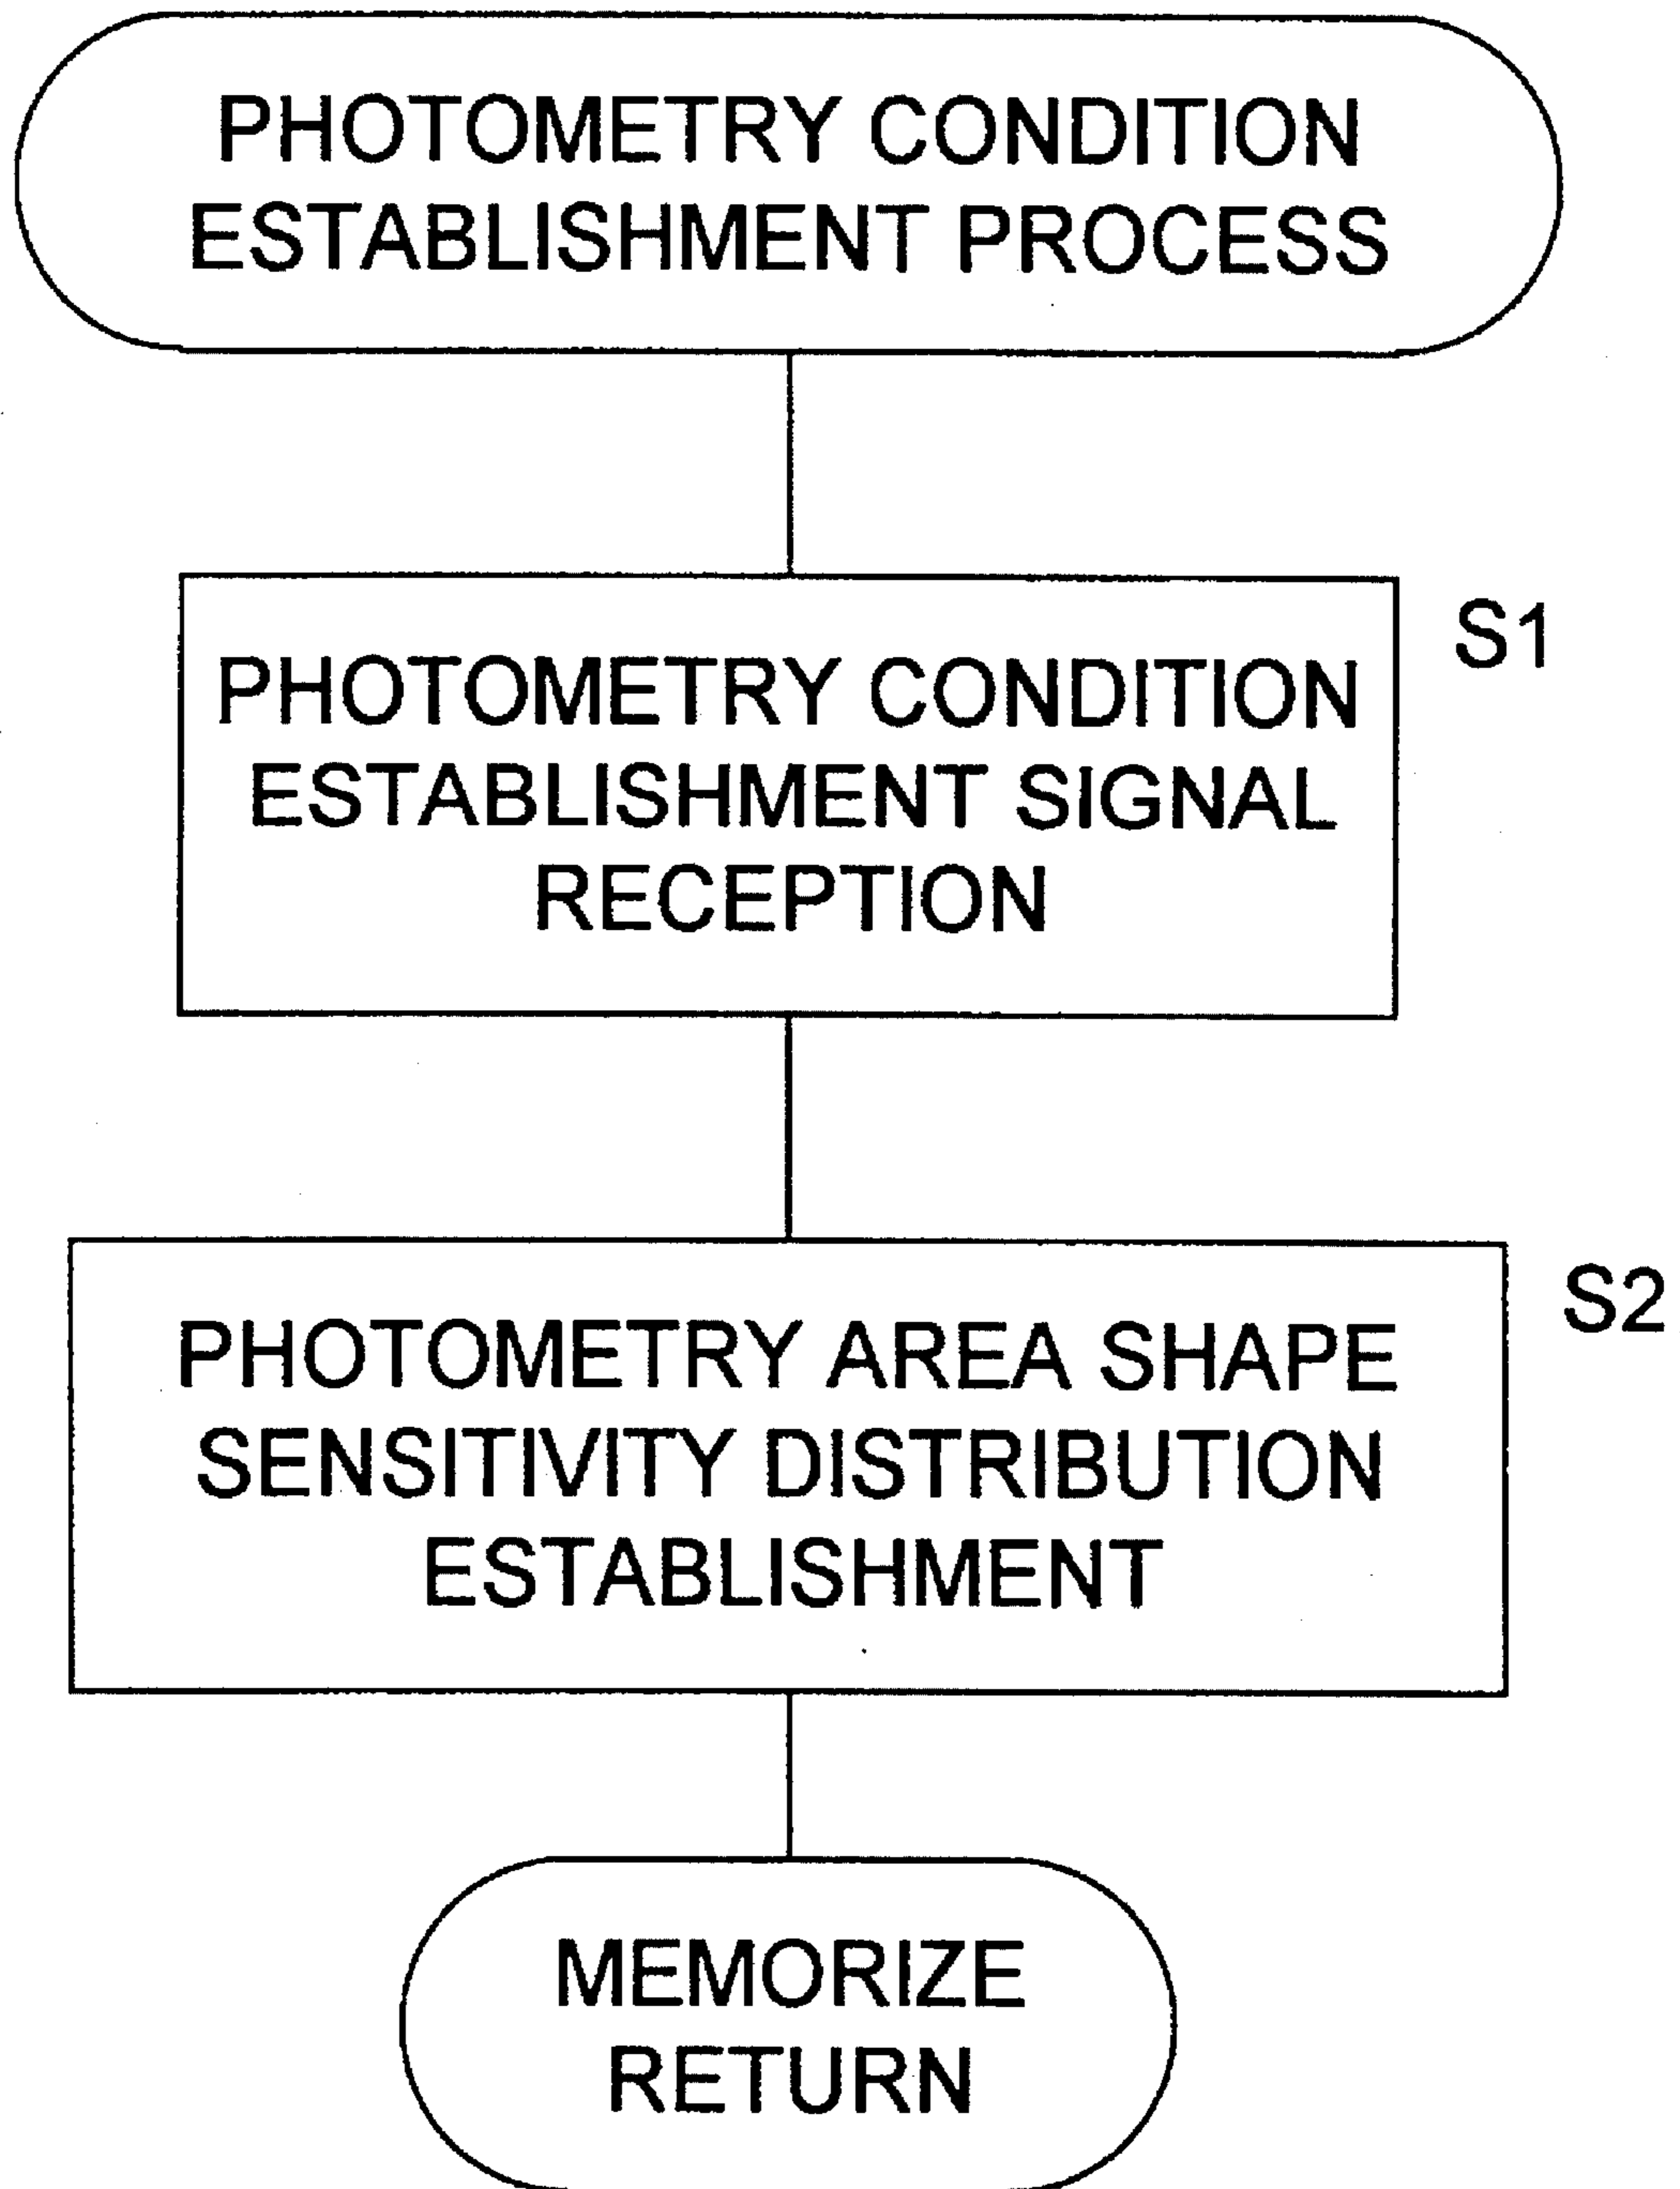 PHOTOMETRY CONDITION
ESTABLISHMENT PROCESS
PHOTOMETRY CONDITION
ESTABLISHMENT SIGNAL
RECEPTION
S1
PHOTOMETRY AREA SHAPE
SENSITIVITY DISTRIBUTION
ESTABLISHMENT
S2
MEMORIZE
RETURN